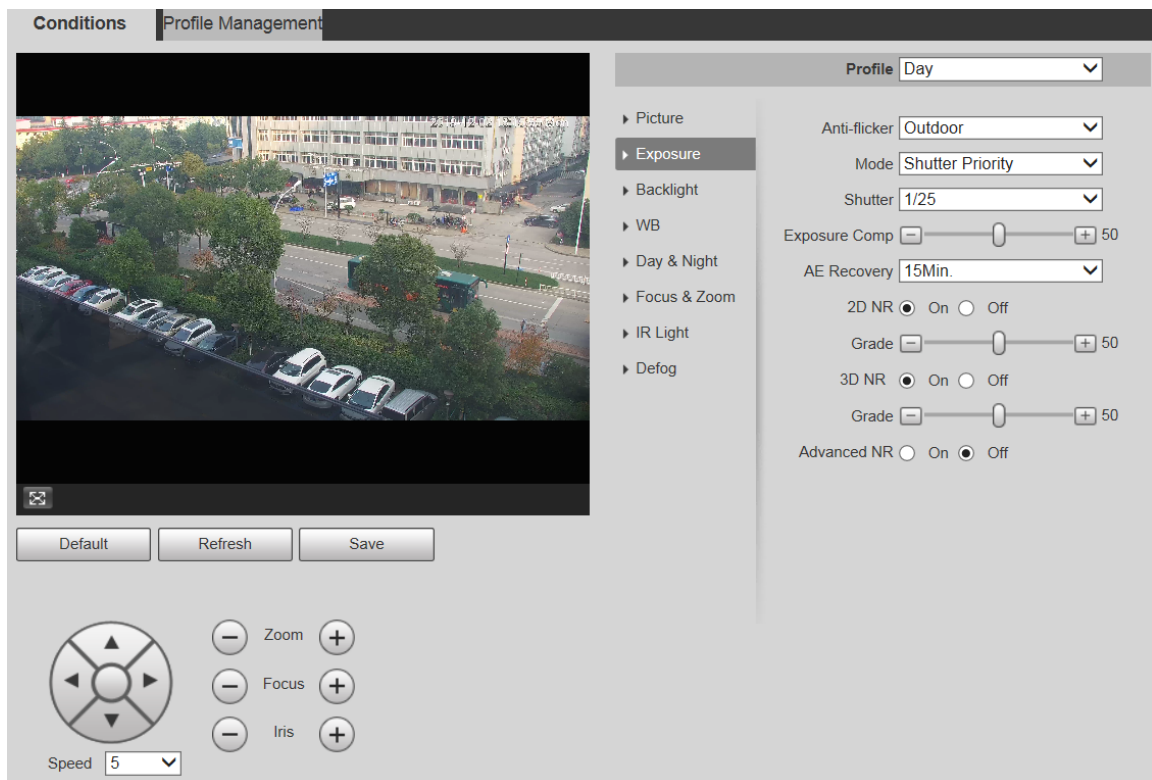 Conditions
Profile Management
Profile Day
Picture
Exposure
Backlight
WB
Day & Night
Focus & Zoom
IR Light
Defog
Anti-flicker Outdoor
Mode Shutter Priority
Shutter 1/25
Exposure Comp 50
AE Recovery 15Min.
2D NR On Off
Grade 50
3D NR On Off
Grade 50
Advanced NR On Off
Default Refresh Save
Zoom
Focus
Iris
Speed 5